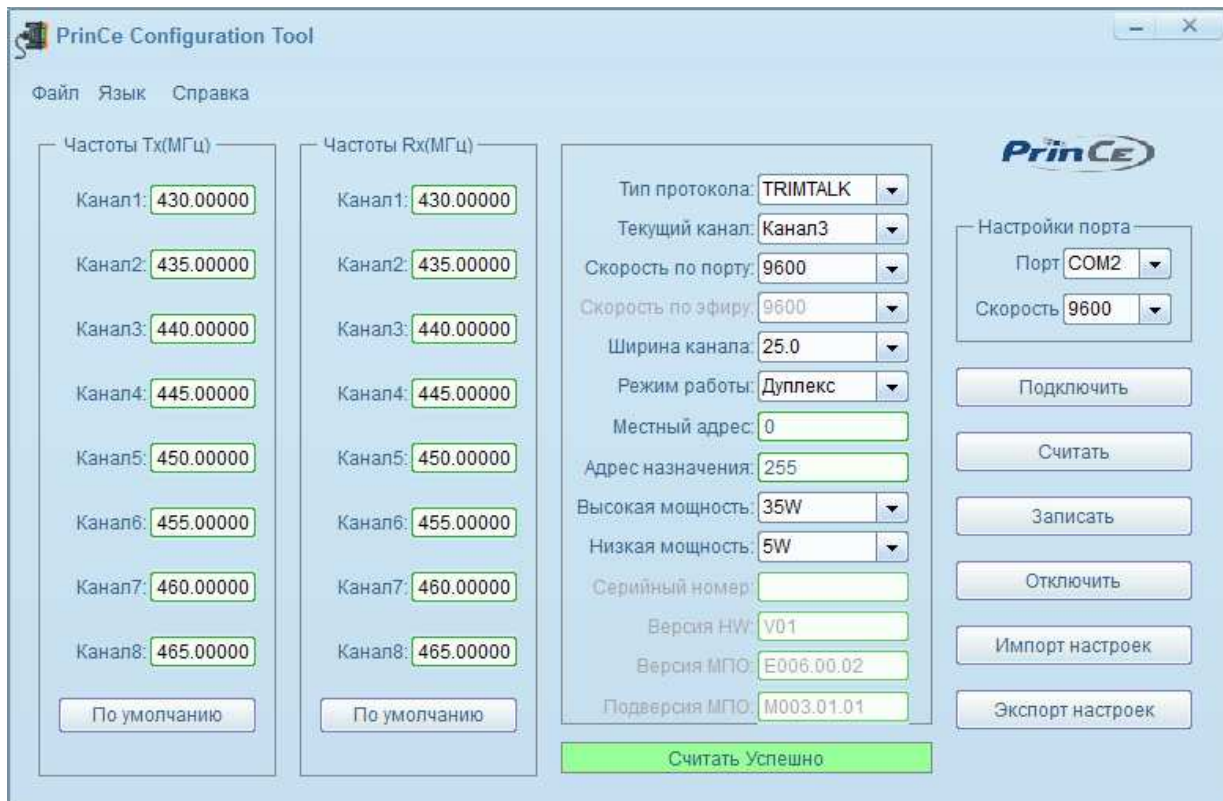 PrinCe Configuration Tool
Файл Язык Справка
Частоты Tx(МГц)
Канал1: 430.00000
Канал2: 435.00000
Канал3: 440.00000
Канал4: 445.00000
Канал5: 450.00000
Канал6: 455.00000
Канал7: 460.00000
Канал8: 465.00000
По умолчанию
Частоты Rx(МГц)
Канал1: 430.00000
Канал2: 435.00000
Канал3: 440.00000
Канал4: 445.00000
Канал5: 450.00000
Канал6: 455.00000
Канал7: 460.00000
Канал8: 465.00000
По умолчанию
Тип протокола: TRIMTALK
Текущий канал: Канал3
Скорость по порту: 9600
Скорость по эфиру: 9600
Ширина канала: 25.0
Режим работы: Дуплекс
Местный адрес: 0
Адрес назначения: 255
Высокая мощность: 35W
Низкая мощность: 5W
Серийный номер:
Версия HW: V01
Версия МПО: E006.00.02
Подверсия МПО: M003.01.01
Считать Успешно
PrinCE
Настройки порта
Порт COM2
Скорость 9600
Подключить
Считать
Записать
Отключить
Импорт настроек
Экспорт настроек